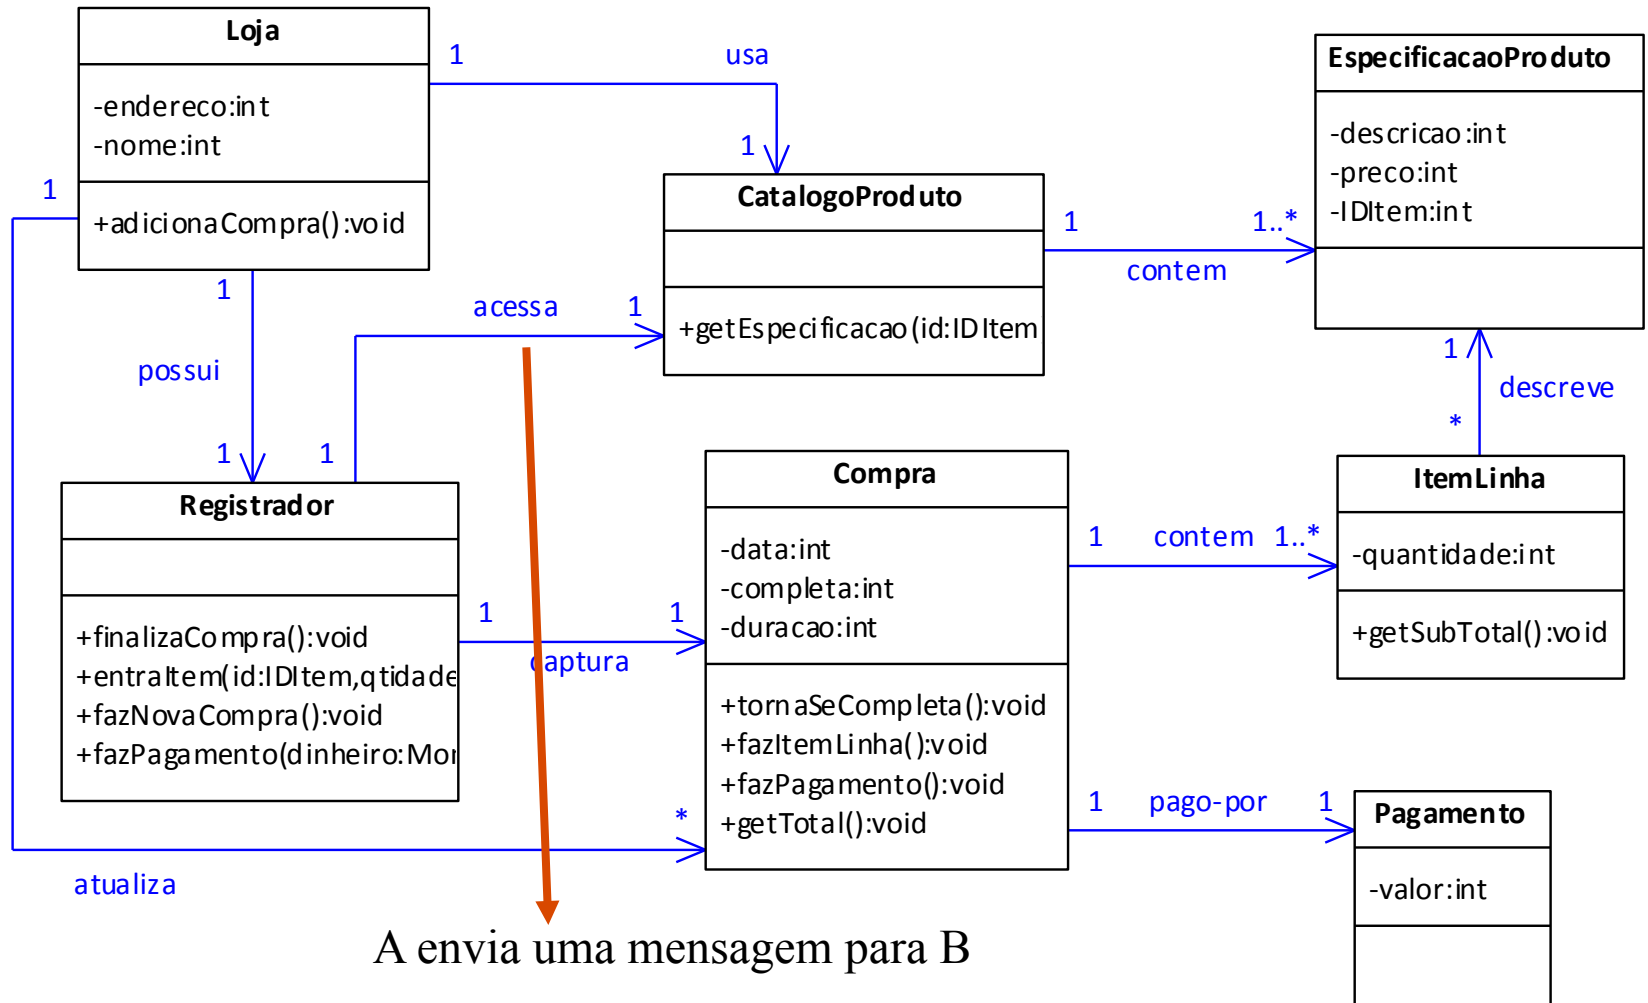 Loja
-endereco:int
-nome:int
+adicionaCompra():void
1
usa
1
EspecificacaoProduto
-descricao:int
-preco:int
-IDItem:int
CatalogoProduto
+getEspecificacao(id:IDItem
1
1..*
contem
1
1
possui
1
acessa
1
1
1
descreve
*
Registrador
+finalizaCompra():void
+entraItem(id:IDItem,qtidade
+fazNovaCompra():void
+fazPagamento(dinheiro:Mon
1
1
captura
Compra
-data:int
-completa:int
-duracao:int
+tornaSeCompleta():void
+fazItemLinha():void
+fazPagamento():void
+getTotal():void
1
contem
1..*
ItemLinha
-quantidade:int
+getSubTotal():void
*
atualiza
1
pago-por
1
Pagamento
-valor:int
A envia uma mensagem para B